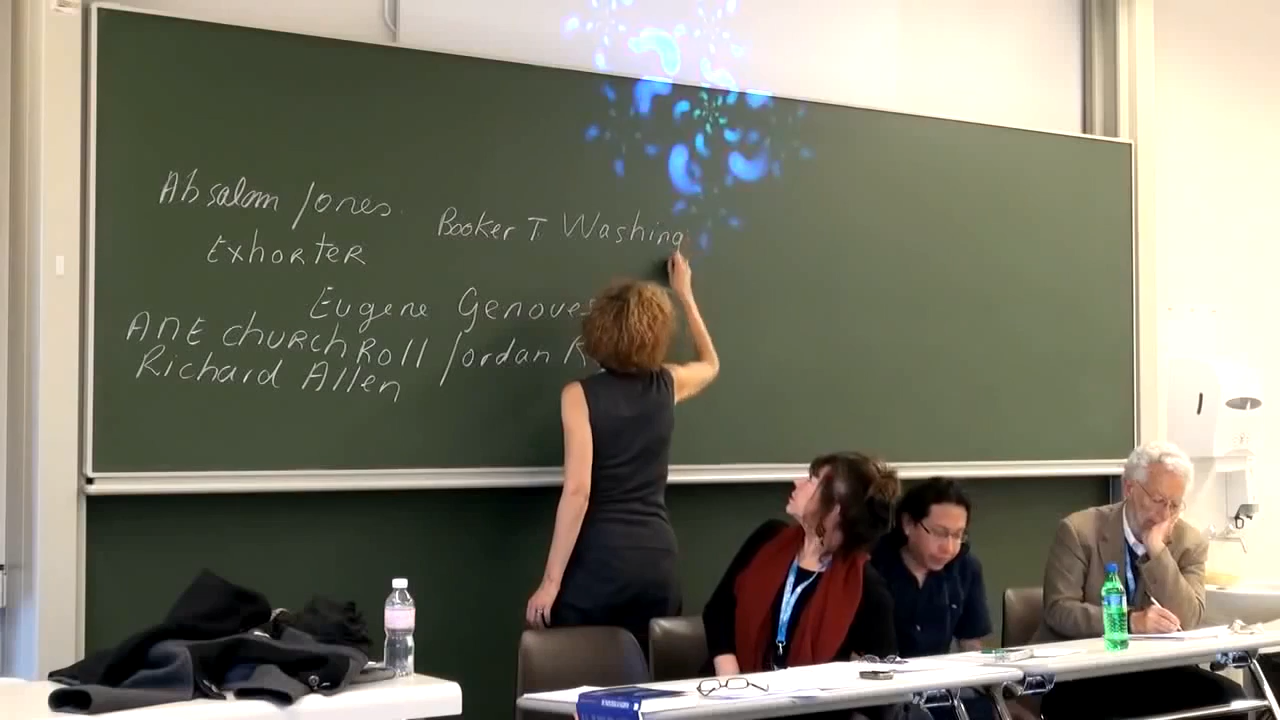 Absalom Jones
Booker T. Washing
Exhorter
Eugene Genoves
AME Church Roll Jordan R
Richard Allen